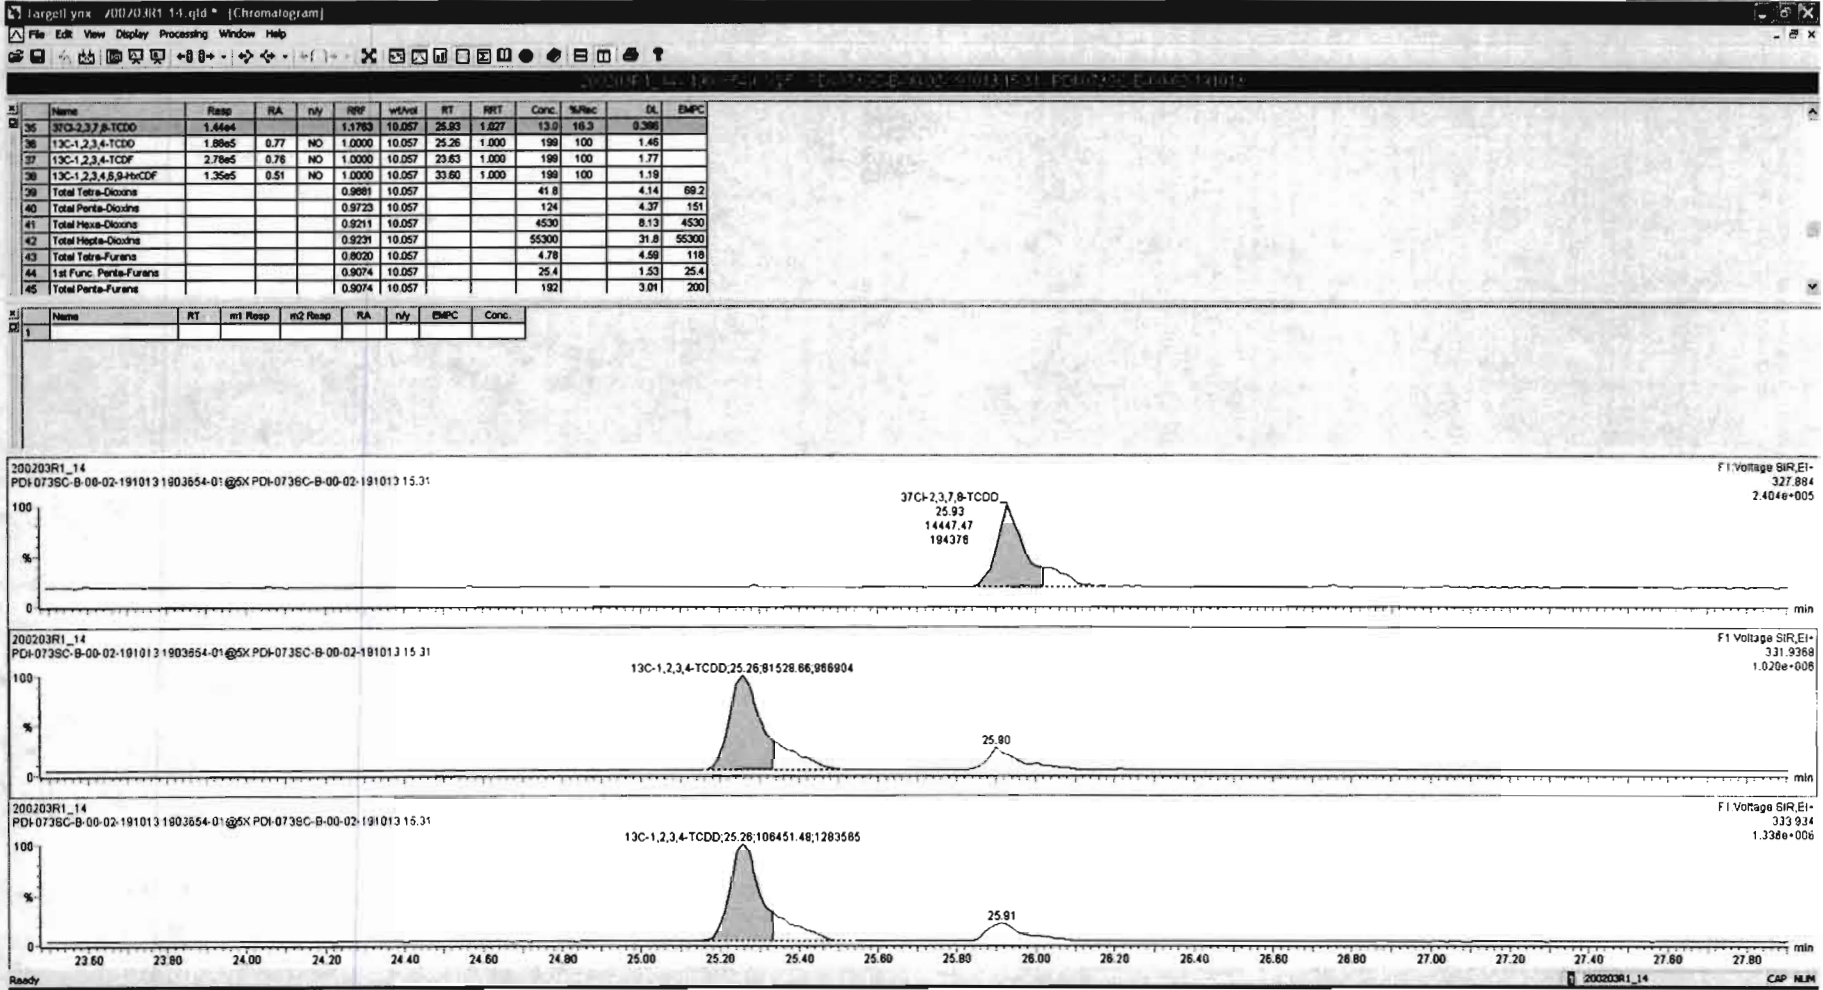 TargetLynx - 200203R1_14.qld * - [Chromatogram]
File Edit View Display Processing Window Help
Name Resp RA n/y RRF wt/vol RT RRT Conc. %Rec DL EMPC
35 37Cl-2,3,7,8-TCDD 1.44e4 1.1763 10.057 25.93 1.027 13.0 16.3
36 13C-1,2,3,4-TCDD 1.88e5 0.77 NO 1.0000 10.057 25.26 1.000 199 100 1.46
37 13C-1,2,3,4-TCDF 2.78e5 0.76 NO 1.0000 10.057 23.63 1.000 199 100 1.77
38 13C-1,2,3,4,6,9-HxCDF 1.35e5 0.51 NO 1.0000 10.057 33.60 1.000 199 100 1.19
39 Total Tetra-Dioxins 0.9881 10.057 41.8 4.14 69.2
40 Total Penta-Dioxins 0.9723 10.057 124 4.37 151
41 Total Hexa-Dioxins 0.9211 10.057 4530 8.13 4530
42 Total Hepta-Dioxins 0.9231 10.057 55300 31.8 55300
43 Total Tetra-Furans 0.8020 10.057 4.78 4.59 118
44 1st Func. Penta-Furans 0.9074 10.057 25.4 1.53 25.4
45 Total Penta-Furans 0.9074 10.057 192 3.01 200
Name RT m1 Resp m2 Resp RA n/y EMPC Conc.
1
200203R1_14
PDI-073SC-B-00-02-191013 1903654-01@5X PDI-073SC-B-00-02-191013 15.31
F1:Voltage SIR,EI+
327.884
2.404e+005
37Cl-2,3,7,8-TCDD
25.93
14447.47
194376
100
%
0
min
200203R1_14
PDI-073SC-B-00-02-191013 1903654-01@5X PDI-073SC-B-00-02-191013 15.31
F1:Voltage SIR,EI+
331.9368
1.020e+006
13C-1,2,3,4-TCDD;25.26;81528.66;986904
100
25.90
%
0
min
200203R1_14
PDI-073SC-B-00-02-191013 1903654-01@5X PDI-073SC-B-00-02-191013 15.31
F1:Voltage SIR,EI+
333.934
1.338e+006
13C-1,2,3,4-TCDD;25.26;106451.48;1283565
100
25.91
%
0
min
23.60 23.80 24.00 24.20 24.40 24.60 24.80 25.00 25.20 25.40 25.60 25.80 26.00 26.20 26.40 26.60 26.80 27.00 27.20 27.40 27.60 27.80
Ready 200203R1_14 CAP NUM